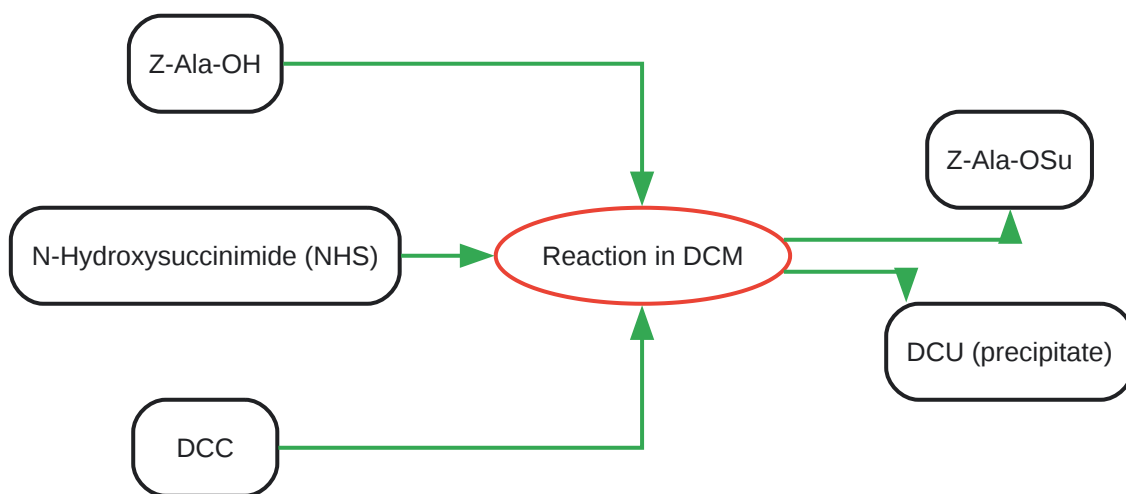 Z-Ala-OH
N-Hydroxysuccinimide (NHS)
DCC
Reaction in DCM
Z-Ala-OSu
DCU (precipitate)